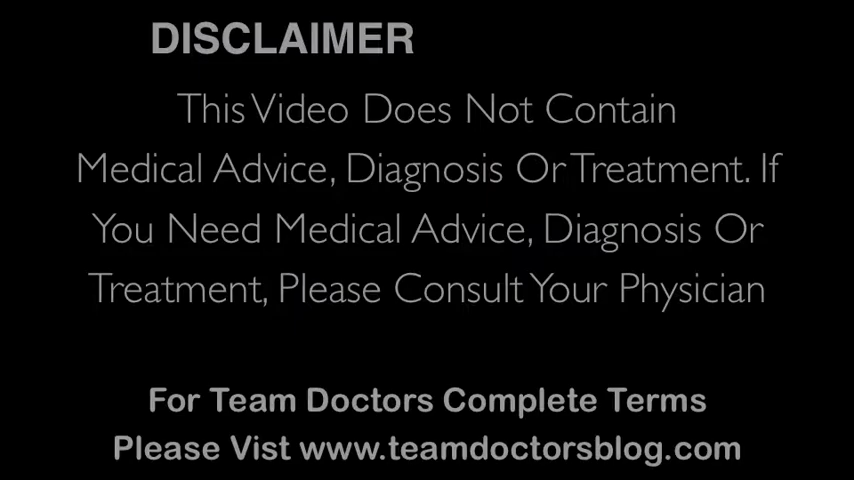 DISCLAIMER
This Video Does Not Contain
Medical Advice, Diagnosis Or Treatment. If
You Need Medical Advice, Diagnosis Or
Treatment, Please Consult Your Physician
For Team Doctors Complete Terms
Please Vist www.teamdoctorsblog.com